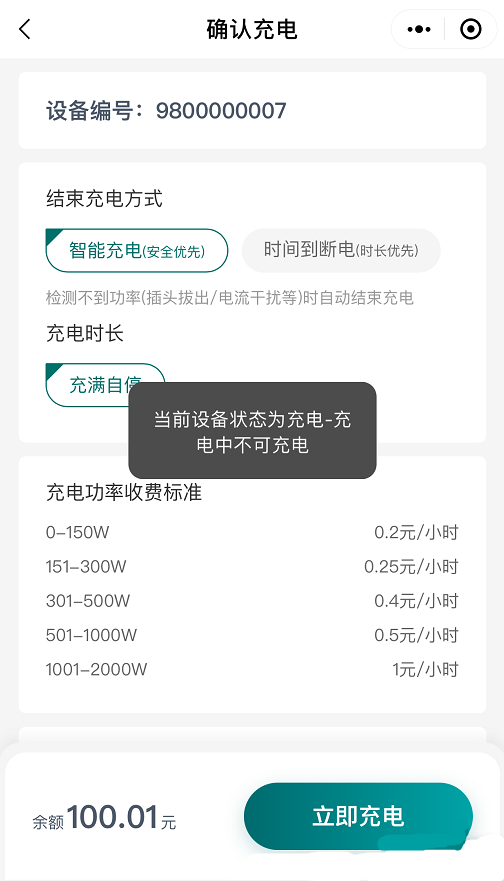 确认充电
设备编号：9800000007
结束充电方式
智能充电(安全优先) 时间到断电(时长优先)
检测不到功率(插头拔出/电流干扰等)时自动结束充电
充电时长
充满自停
当前设备状态为充电-充
电中不可充电
充电功率收费标准
0-150W 0.2元/小时
151-300W 0.25元/小时
301-500W 0.4元/小时
501-1000W 0.5元/小时
1001-2000W 1元/小时
余额100.01元 立即充电